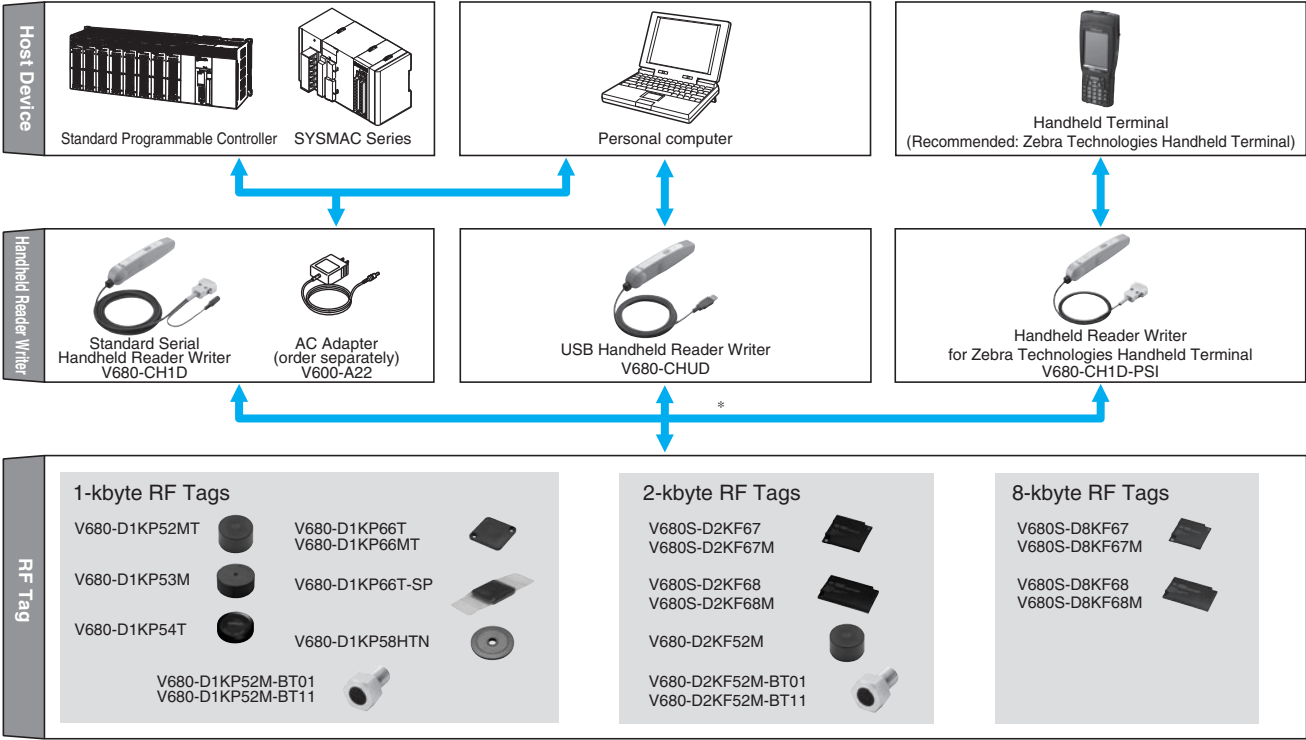 Host Device
Standard Programmable Controller
SYSMAC Series
Personal computer
Handheld Terminal
(Recommended: Zebra Technologies Handheld Terminal)
Handheld Reader Writer
Standard Serial
Handheld Reader Writer
V680-CH1D
AC Adapter
(order separately)
V600-A22
USB Handheld Reader Writer
V680-CHUD
Handheld Reader Writer
for Zebra Technologies Handheld Terminal
V680-CH1D-PSI
*
RF Tag
1-kbyte RF Tags
V680-D1KP52MT
V680-D1KP53M
V680-D1KP54T
V680-D1KP66T
V680-D1KP66MT
V680-D1KP66T-SP
V680-D1KP58HTN
V680-D1KP52M-BT01
V680-D1KP52M-BT11
2-kbyte RF Tags
V680S-D2KF67
V680S-D2KF67M
V680S-D2KF68
V680S-D2KF68M
V680-D2KF52M
V680-D2KF52M-BT01
V680-D2KF52M-BT11
8-kbyte RF Tags
V680S-D8KF67
V680S-D8KF67M
V680S-D8KF68
V680S-D8KF68M